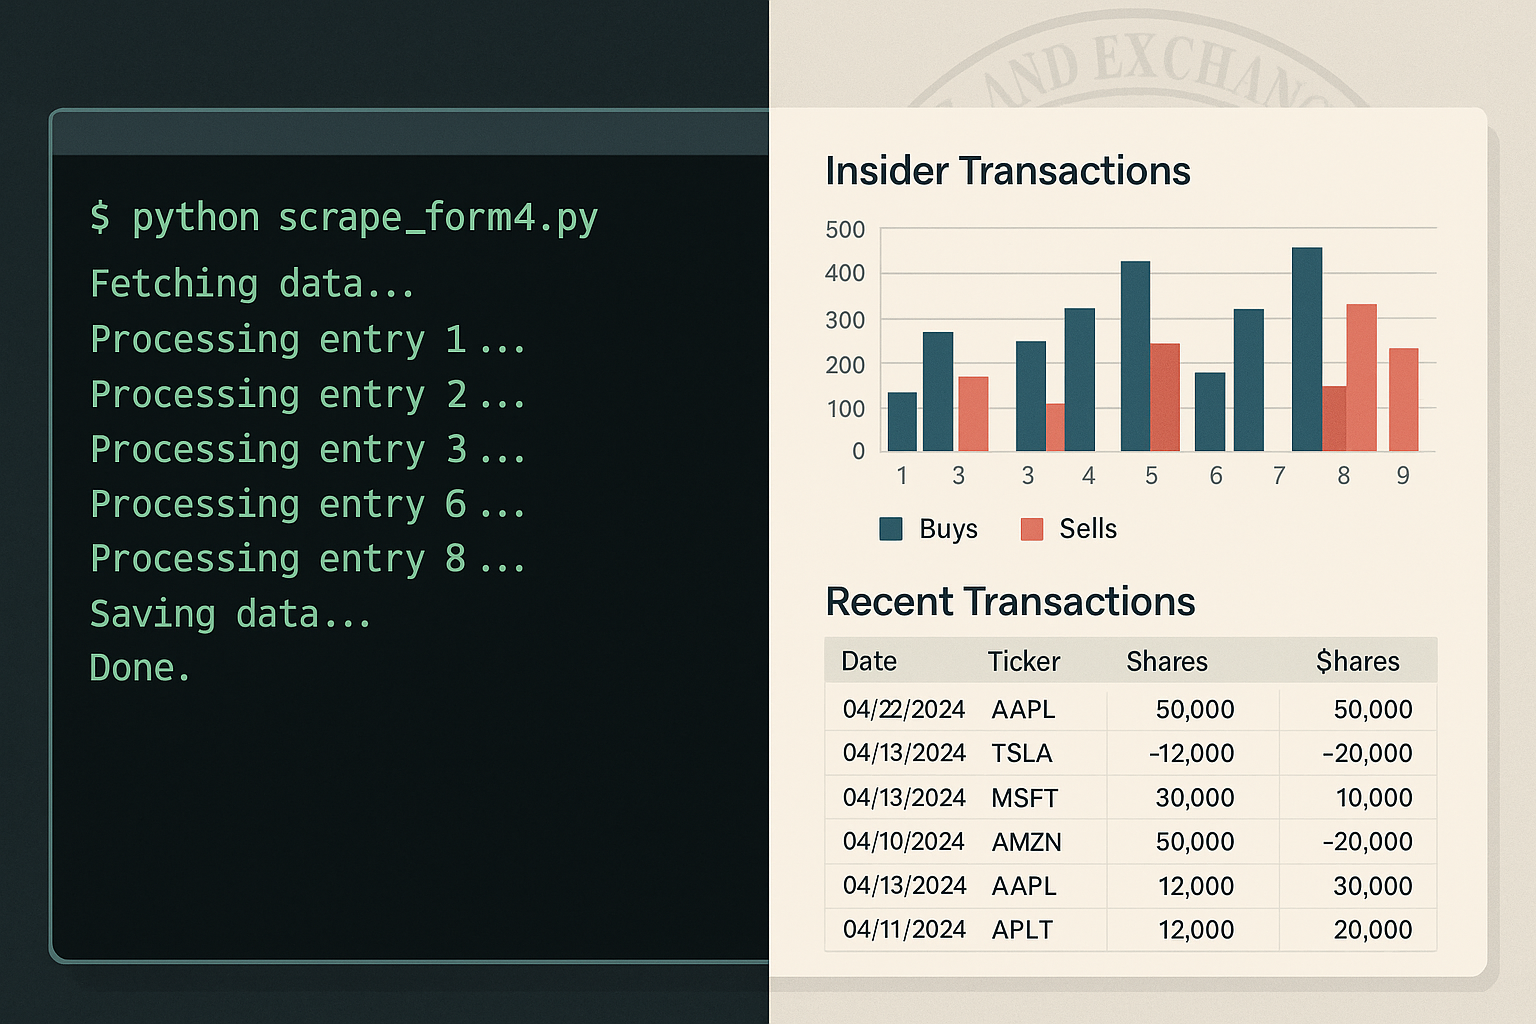 $ python scrape_form4.py
Fetching data...
Processing entry 1...
Processing entry 2...
Processing entry 3...
Processing entry 6...
Processing entry 8...
Saving data...
Done.
AND EXCHANG
Insider Transactions
500
400
300
200
100
0
1 3 3 4 5 6 7 8 9
Buys Sells
Recent Transactions
Date Ticker Shares $hares
04/22/2024 AAPL 50,000 50,000
04/13/2024 TSLA -12,000 -20,000
04/13/2024 MSFT 30,000 10,000
04/10/2024 AMZN 50,000 -20,000
04/13/2024 AAPL 12,000 30,000
04/11/2024 APLT 12,000 20,000